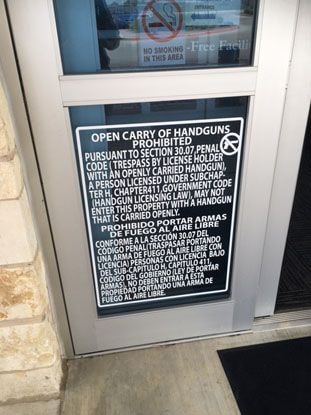 NO SMOKING
IN THIS AREA
ENTRANCE
-Free Facili
OPEN CARRY OF HANDGUNS
PROHIBITED
PURSUANT TO SECTION 30.07,PENAL
CODE ( TRESPASS BY LICENSE HOLDER
WITH AN OPENLY CARRIED HANDGUN),
A PERSON LICENSED UNDER SUBCHAP-
TER H, CHAPTER411,GOVERNMENT CODE
(HANDGUN LICENSING LAW), MAY NOT
ENTER THIS PROPERTY WITH A HANDGUN
THAT IS CARRIED OPENLY.
PROHIBIDO PORTAR ARMAS
DE FUEGO AL AIRE LIBRE
CONFORME A LA SECCIÓN 30.07 DEL
CÓDIGO PENAL(TRASPASAR PORTANDO
UNA ARMA DE FUEGO AL AIRE LIBRE CON
LICENCIA) PERSONAS CON LICENCIA BAJO
DEL SUB-CAPITULO H, CAPITULO 411,
CODIGO DEL GOBIERNO (LEY DE PORTAR
ARMAS), NO DEBEN ENTRAR A ESTA
PROPIEDAD PORTANDO UNA ARMA DE
FUEGO AL AIRE LIBRE.